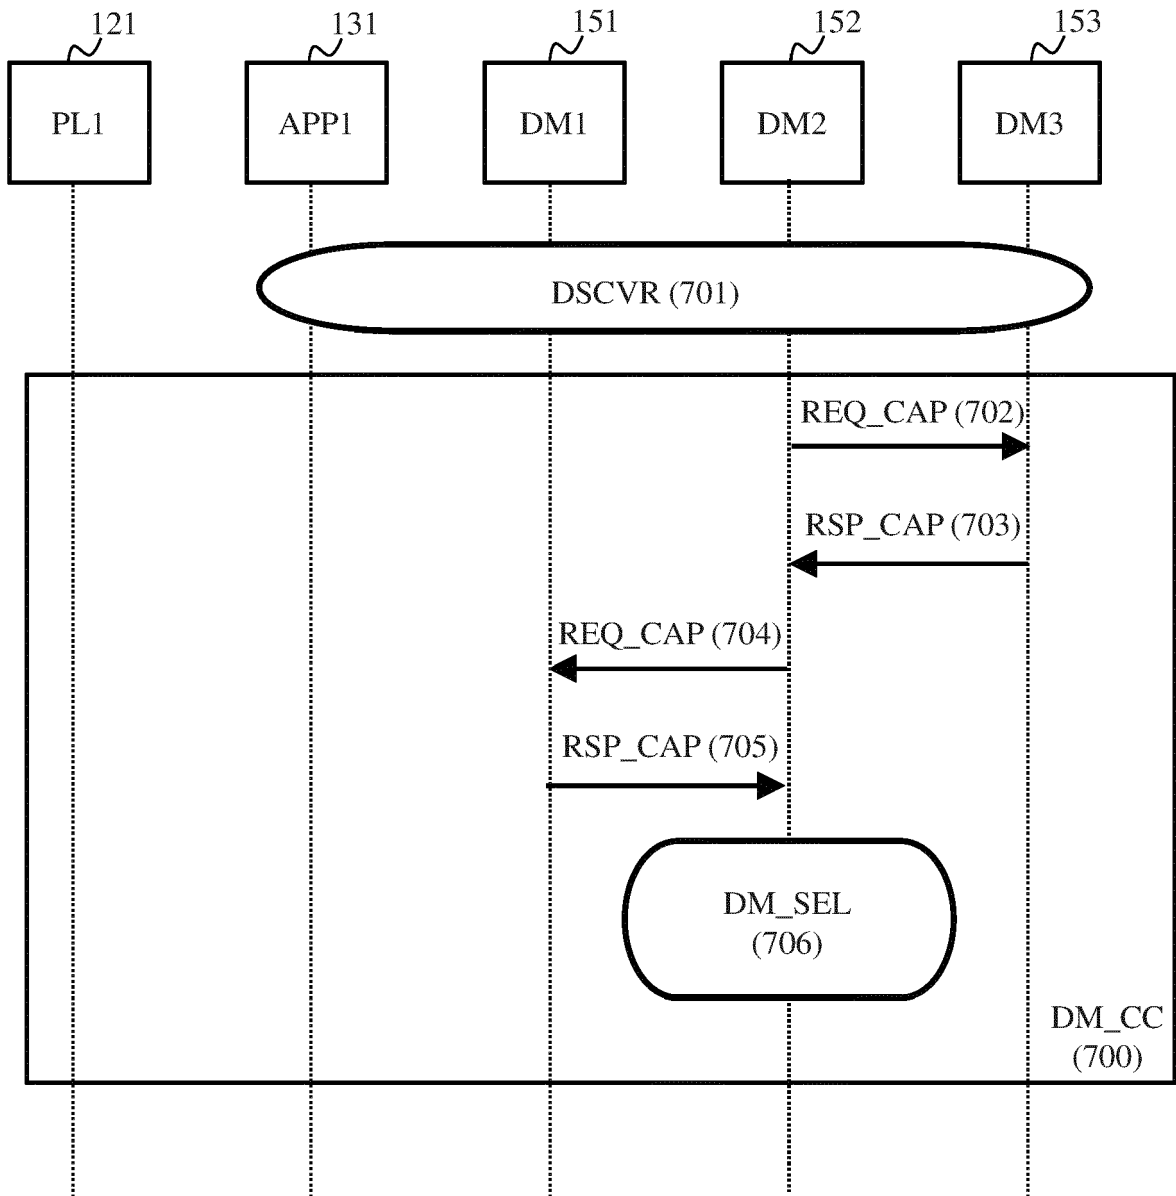 121
131
151
152
153
PL1
APP1
DM1
DM2
DM3
DSCVR (701)
REQ_CAP (702)
RSP_CAP (703)
REQ_CAP (704)
RSP_CAP (705)
DM_SEL
(706)
DM_CC
(700)